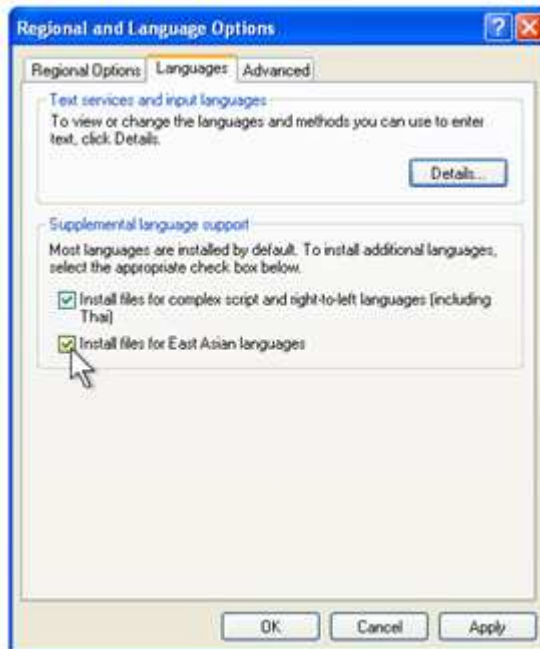 Regional and Language Options
Regional Options Languages Advanced
Text services and input languages
To view or change the languages and methods you can use to enter
text, click Details.
Details...
Supplemental language support
Most languages are installed by default. To install additional languages,
select the appropriate check box below.
Install files for complex script and right-to-left languages (including
Thai)
Install files for East Asian languages
OK Cancel Apply